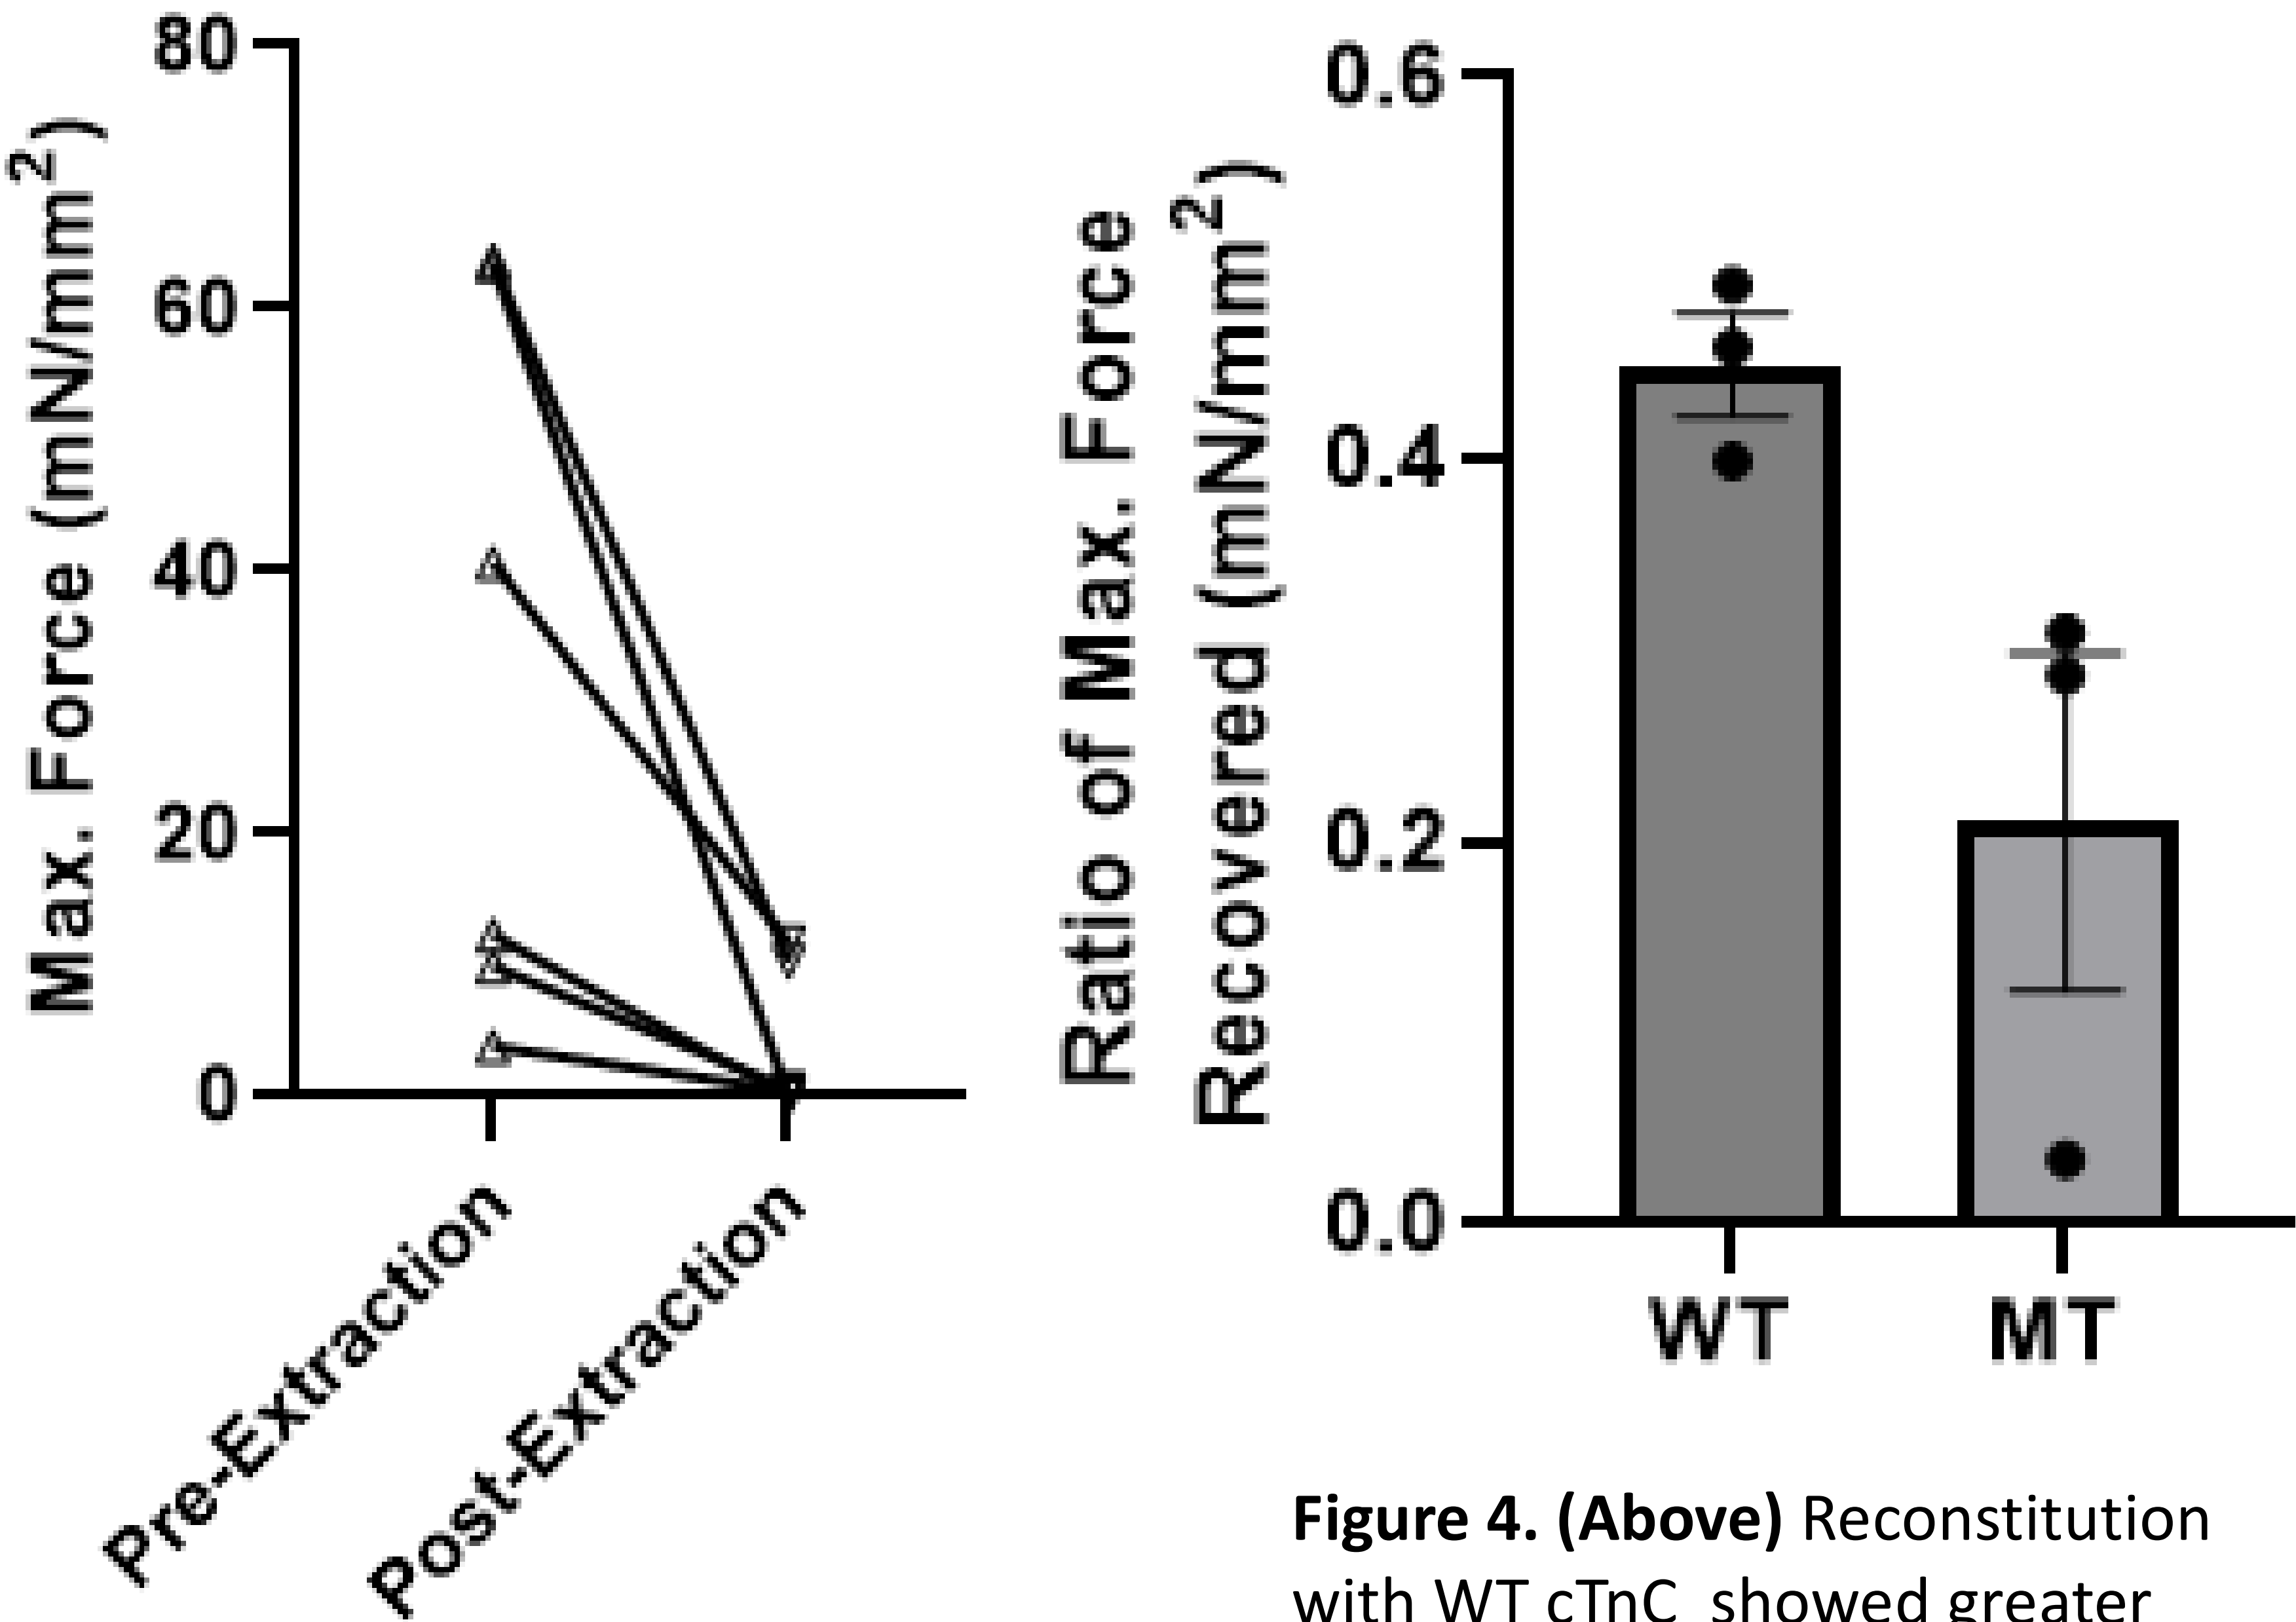 Max. Force (mN/mm²)
80
60
40
20
0
Pre-Extraction
Post-Extraction
Ratio of Max. Force
Recovered (mN/mm²)
0.6
0.4
0.2
0.0
WT
MT
Figure 4. (Above) Reconstitution
with WT cTnC showed greater